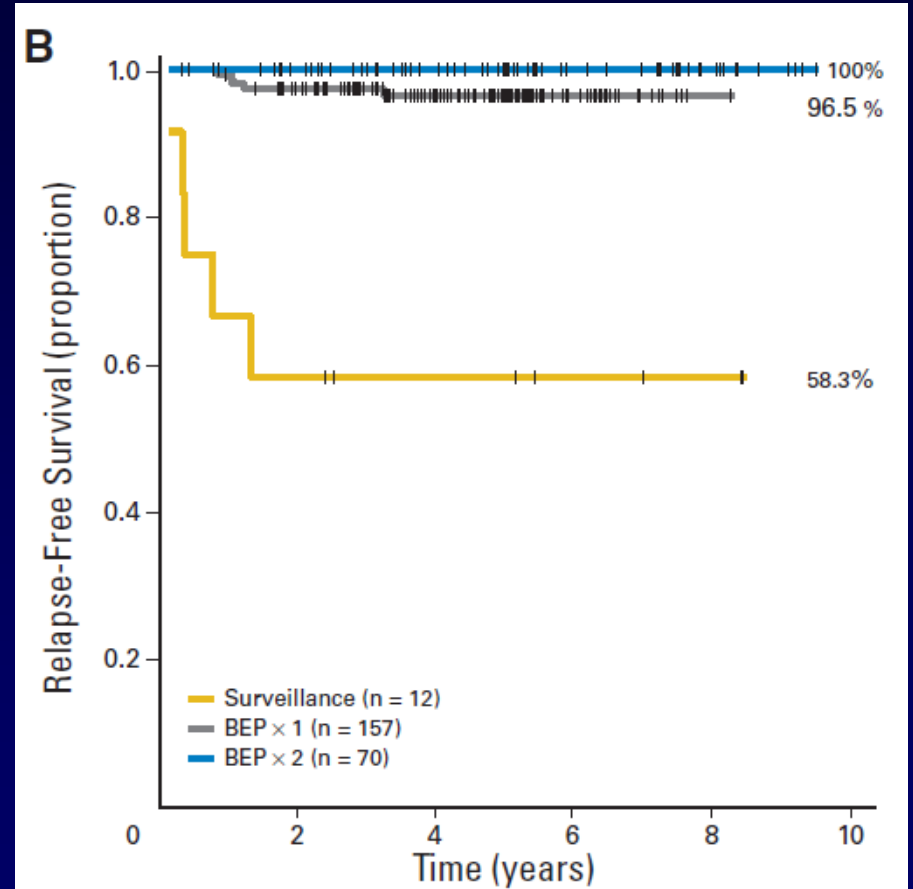 B
Relapse-Free Survival (proportion)
1.0
0.8
0.6
0.4
0.2
100%
96.5 %
58.3%
Surveillance (n = 12)
BEP × 1 (n = 157)
BEP × 2 (n = 70)
0 2 4 6 8 10
Time (years)